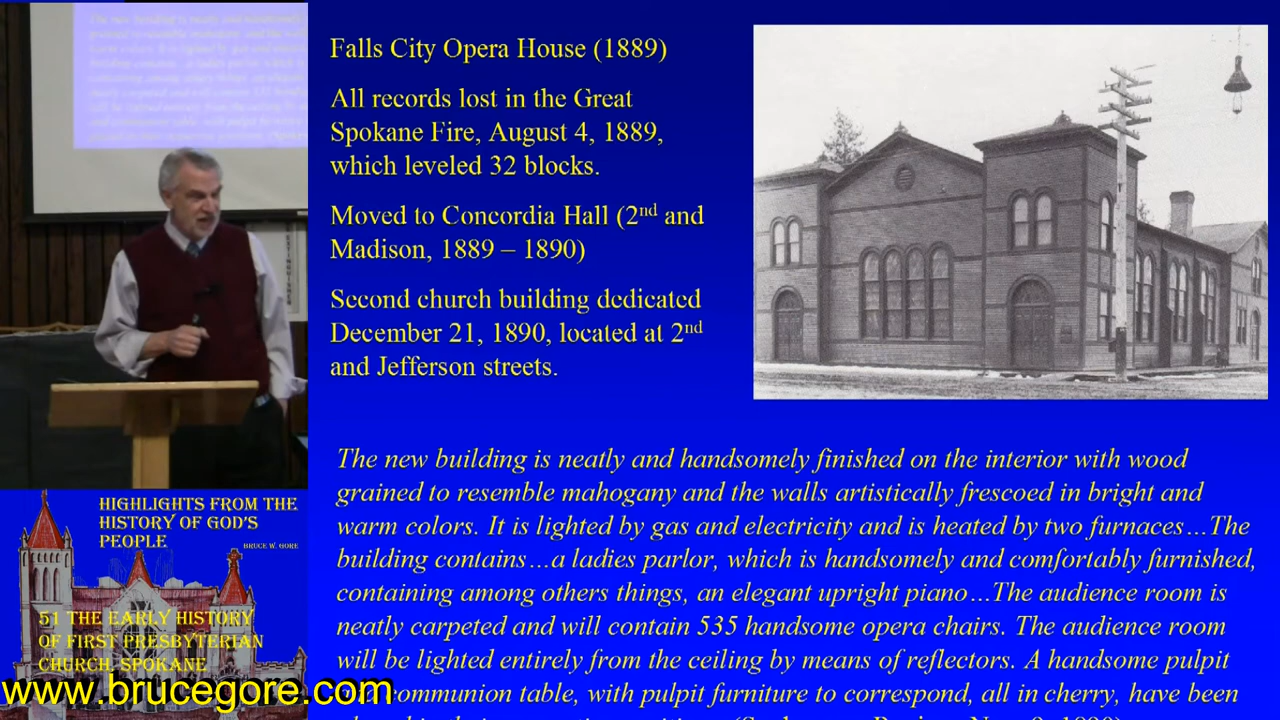 Falls City Opera House (1889)
All records lost in the Great
Spokane Fire, August 4, 1889,
which leveled 32 blocks.
Moved to Concordia Hall (2nd and
Madison, 1889 – 1890)
Second church building dedicated
December 21, 1890, located at 2nd
and Jefferson streets.
The new building is neatly and handsomely finished on the interior with wood
grained to resemble mahogany and the walls artistically frescoed in bright and
warm colors. It is lighted by gas and electricity and is heated by two furnaces…The
building contains…a ladies parlor, which is handsomely and comfortably furnished,
containing among others things, an elegant upright piano…The audience room is
neatly carpeted and will contain 535 handsome opera chairs. The audience room
will be lighted entirely from the ceiling by means of reflectors. A handsome pulpit
communion table, with pulpit furniture to correspond, all in cherry, have been
HIGHLIGHTS FROM THE
HISTORY OF GOD'S
PEOPLE
BRUCE W. GORE
51 THE EARLY HISTORY
OF FIRST PRESBYTERIAN
CHURCH, SPOKANE
www.brucegore.com